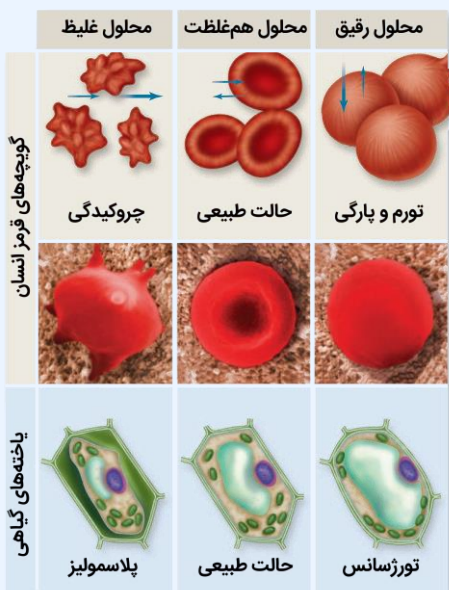 محلول رقیق
محلول هم‌غلظت
محلول غلیظ
گویچه‌های قرمز انسان
تورم و پارگی
حالت طبیعی
چروکیدگی
یاخته‌های گیاهی
تورژسانس
حالت طبیعی
پلاسمولیز